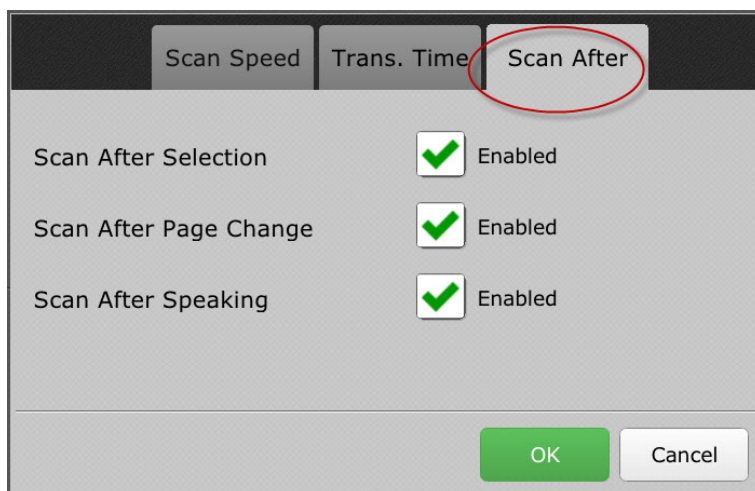 Scan Speed Trans. Time Scan After
Scan After Selection Enabled
Scan After Page Change Enabled
Scan After Speaking Enabled
OK Cancel